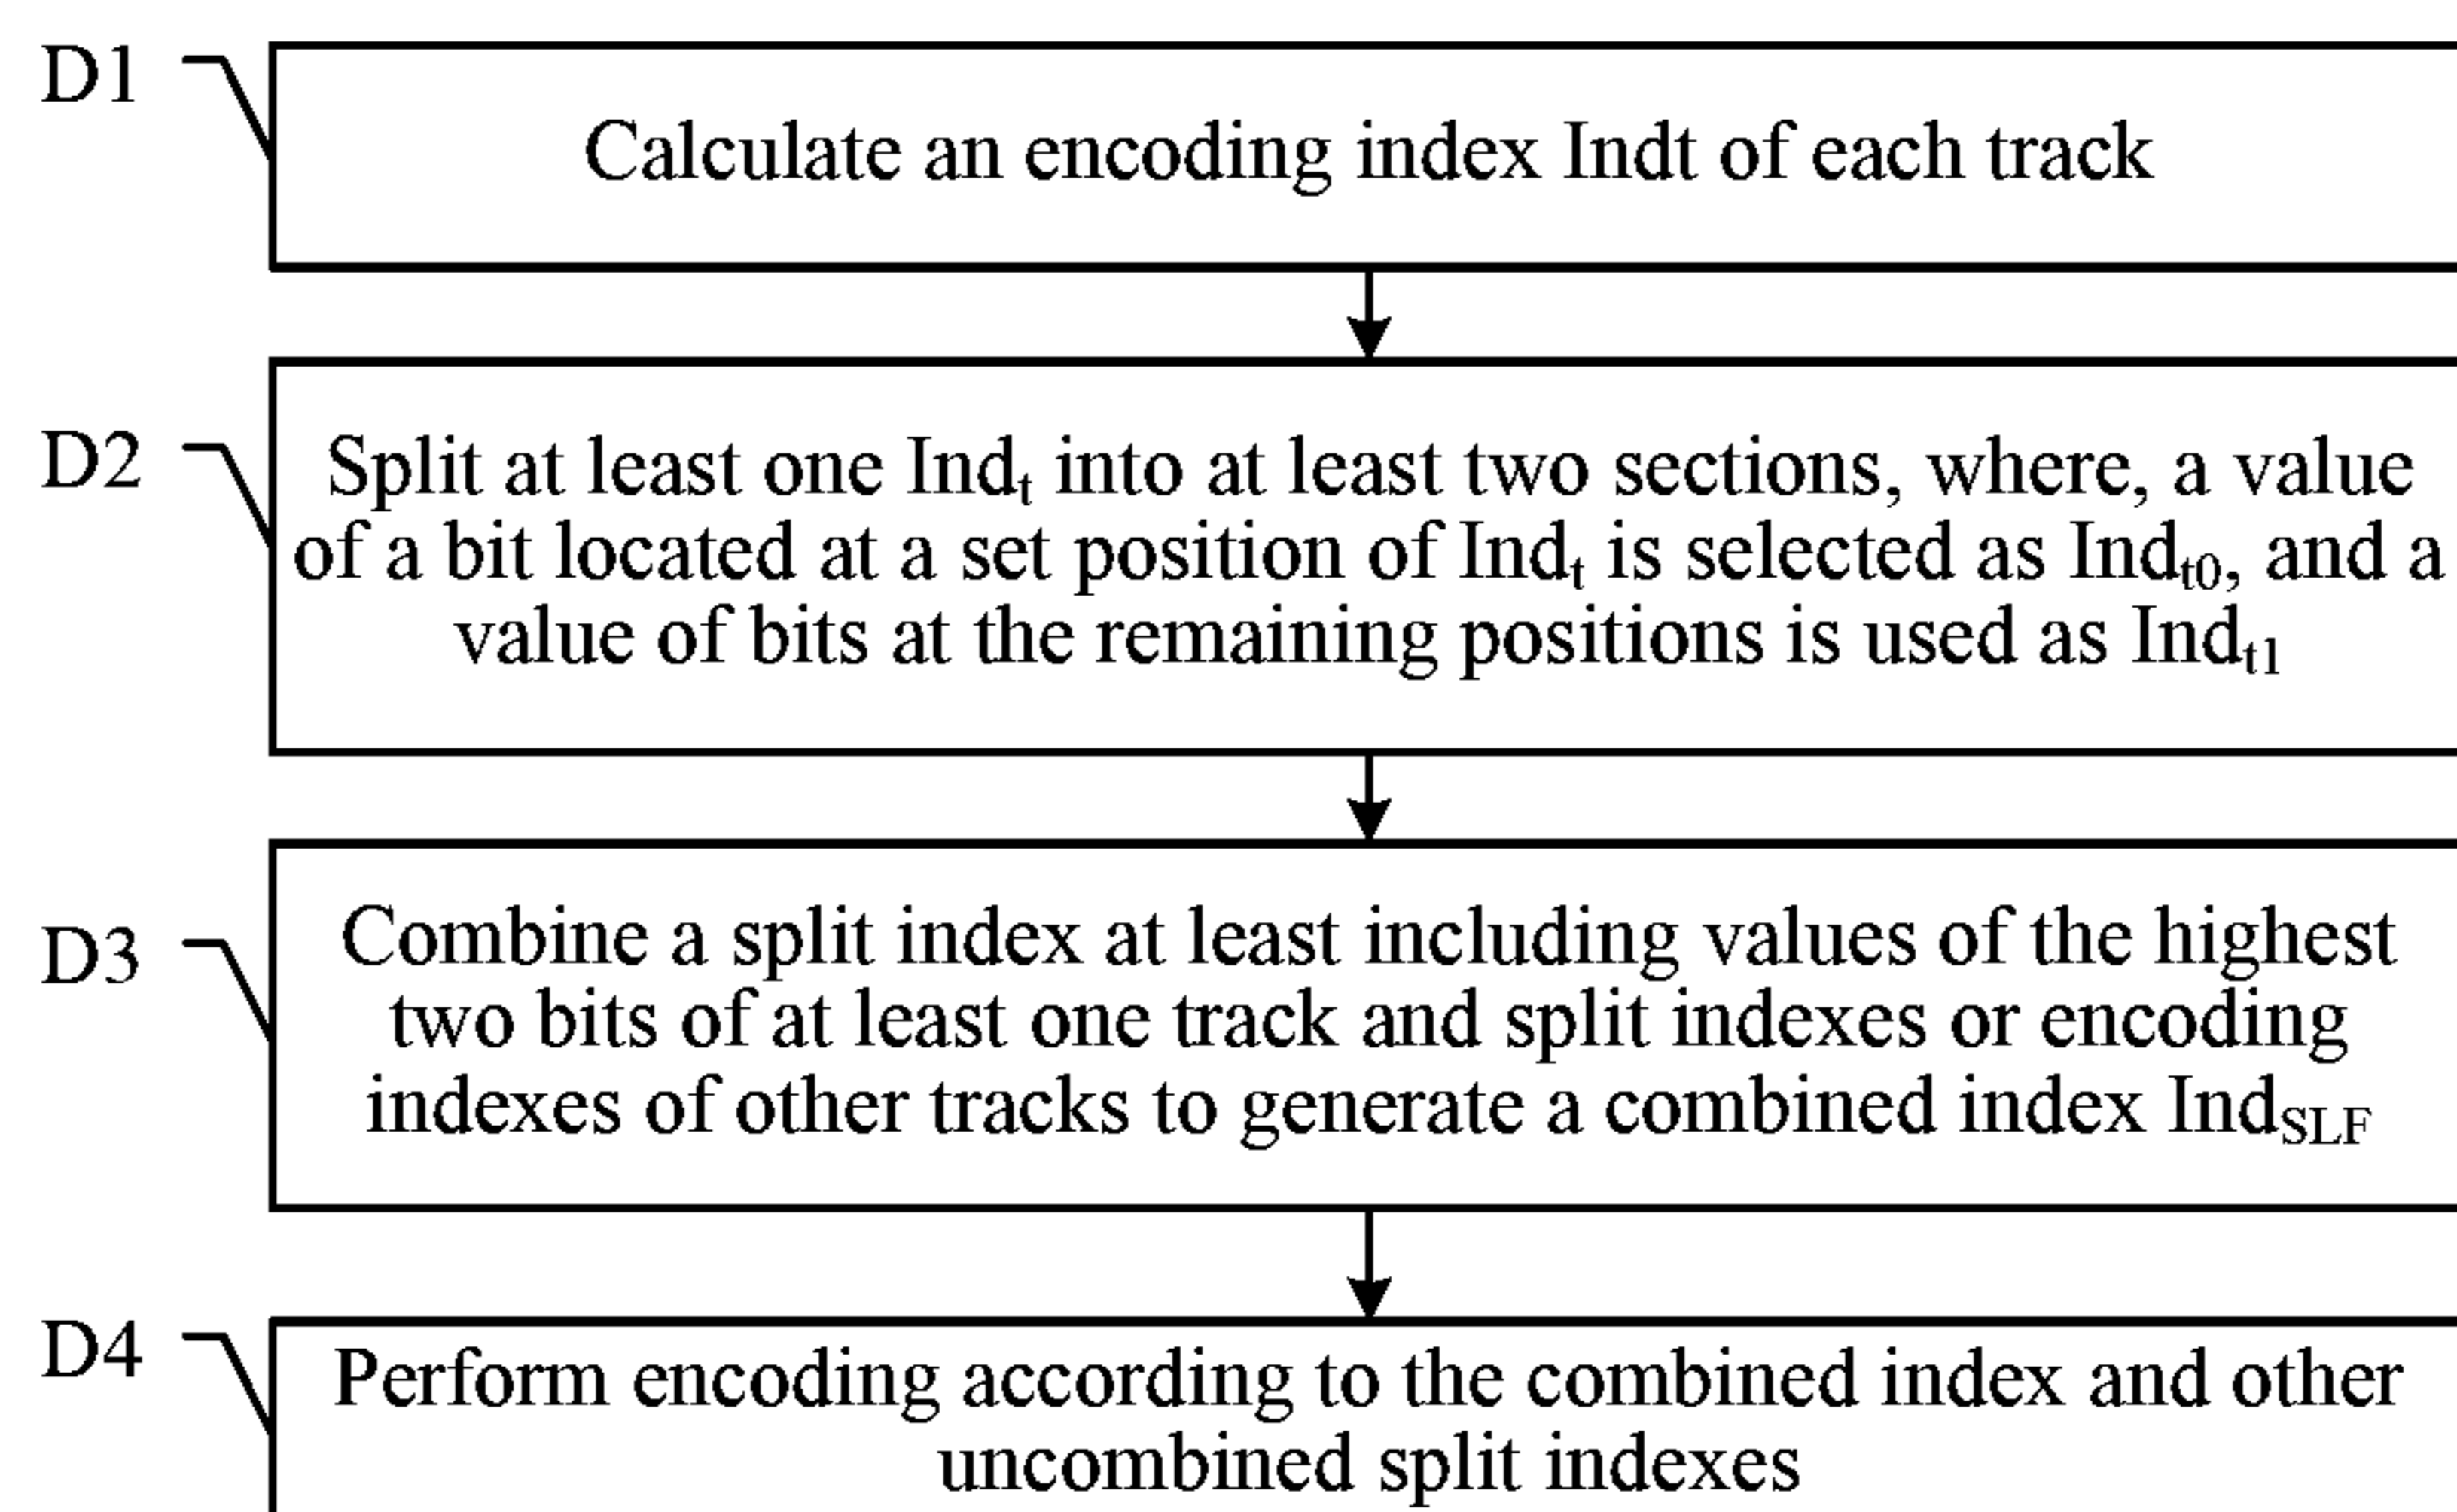 D1
Calculate an encoding index Indt of each track
D2
Split at least one Indt into at least two sections, where, a value
of a bit located at a set position of Indt is selected as Indt0, and a
value of bits at the remaining positions is used as Indt1
D3
Combine a split index at least including values of the highest
two bits of at least one track and split indexes or encoding
indexes of other tracks to generate a combined index IndSLF
D4
Perform encoding according to the combined index and other
uncombined split indexes